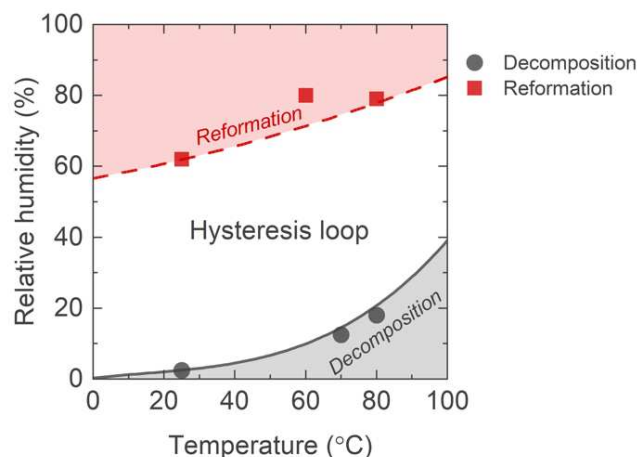 100
80
60
40
20
0
Relative humidity (%)
Reformation
Hysteresis loop
Decomposition
0 20 40 60 80 100
Temperature (°C)
Decomposition
Reformation